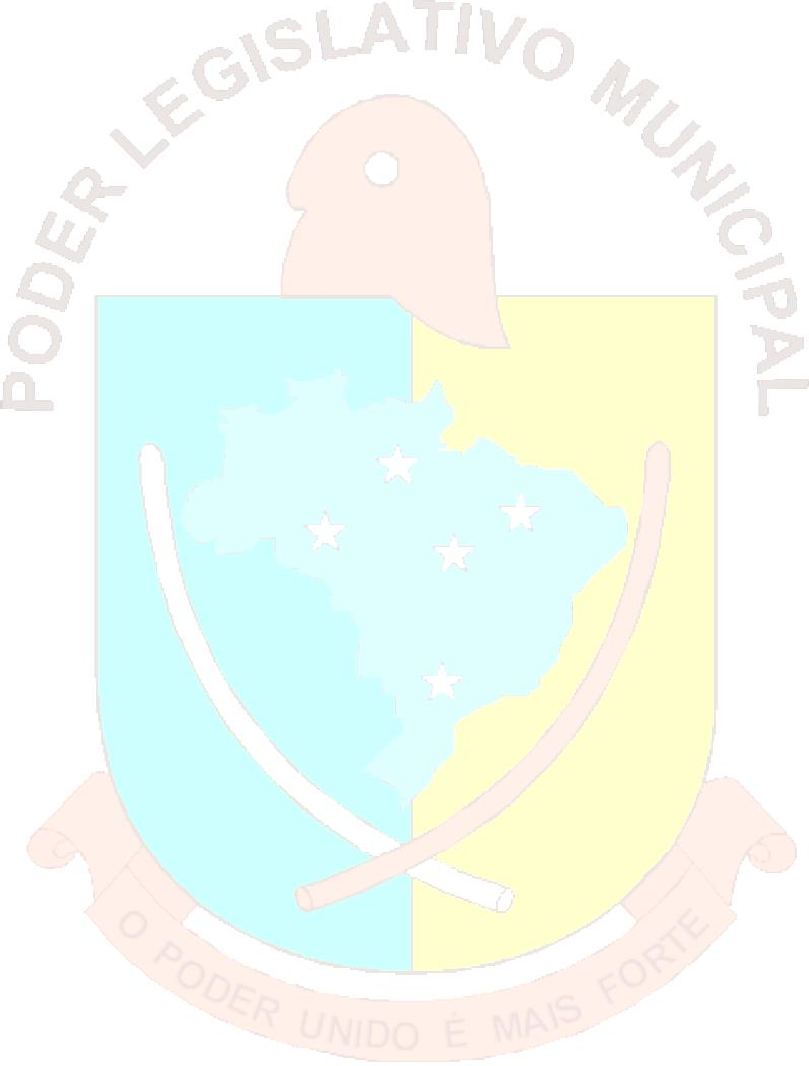 PODER LEGISLATIVO MUNICIPAL
O PODER UNIDO É MAIS FORTE